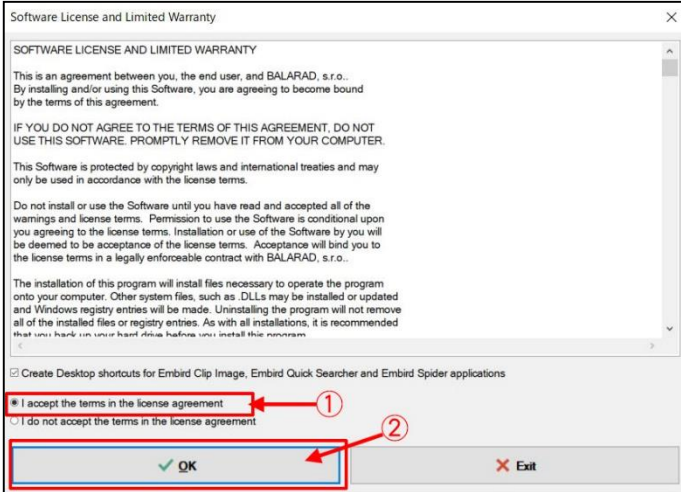 Software License and Limited Warranty
SOFTWARE LICENSE AND LIMITED WARRANTY
This is an agreement between you, the end user, and BALARAD, s.r.o..
By installing and/or using this Software, you are agreeing to become bound
by the terms of this agreement.
IF YOU DO NOT AGREE TO THE TERMS OF THIS AGREEMENT, DO NOT
USE THIS SOFTWARE. PROMPTLY REMOVE IT FROM YOUR COMPUTER.
This Software is protected by copyright laws and international treaties and may
only be used in accordance with the license terms.
Do not install or use the Software until you have read and accepted all of the
warnings and license terms.  Permission to use the Software is conditional upon
you agreeing to the license terms. Installation or use of the Software by you will
be deemed to be acceptance of the license terms.  Acceptance will bind you to
the license terms in a legally enforceable contract with BALARAD, s.r.o..
The installation of this program will install files necessary to operate the program
onto your computer. Other system files, such as .DLLs may be installed or updated
and Windows registry entries will be made. Uninstalling the program will not remove
all of the installed files or registry entries. As with all installations, it is recommended
that you back up your hard drive before you install this program.
Create Desktop shortcuts for Embird Clip Image, Embird Quick Searcher and Embird Spider applications
I accept the terms in the license agreement
①
I do not accept the terms in the license agreement
②
OK
Exit